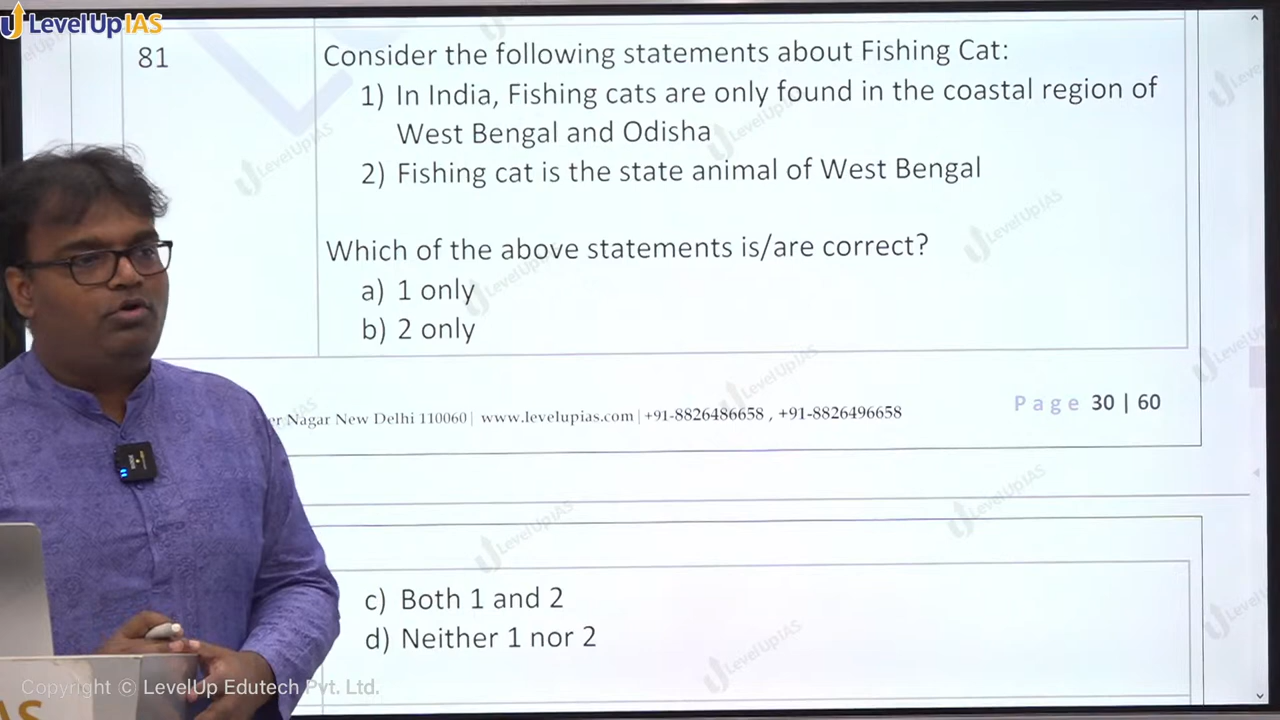 LevelUp IAS
81
Consider the following statements about Fishing Cat:
1) In India, Fishing cats are only found in the coastal region of
West Bengal and Odisha
2) Fishing cat is the state animal of West Bengal
Which of the above statements is/are correct?
a) 1 only
b) 2 only
Nagar New Delhi 110060 | www.levelupias.com | +91-8826486658 , +91-8826496658
Page 30 | 60
c) Both 1 and 2
d) Neither 1 nor 2
Copyright © LevelUp Edutech Pvt. Ltd.